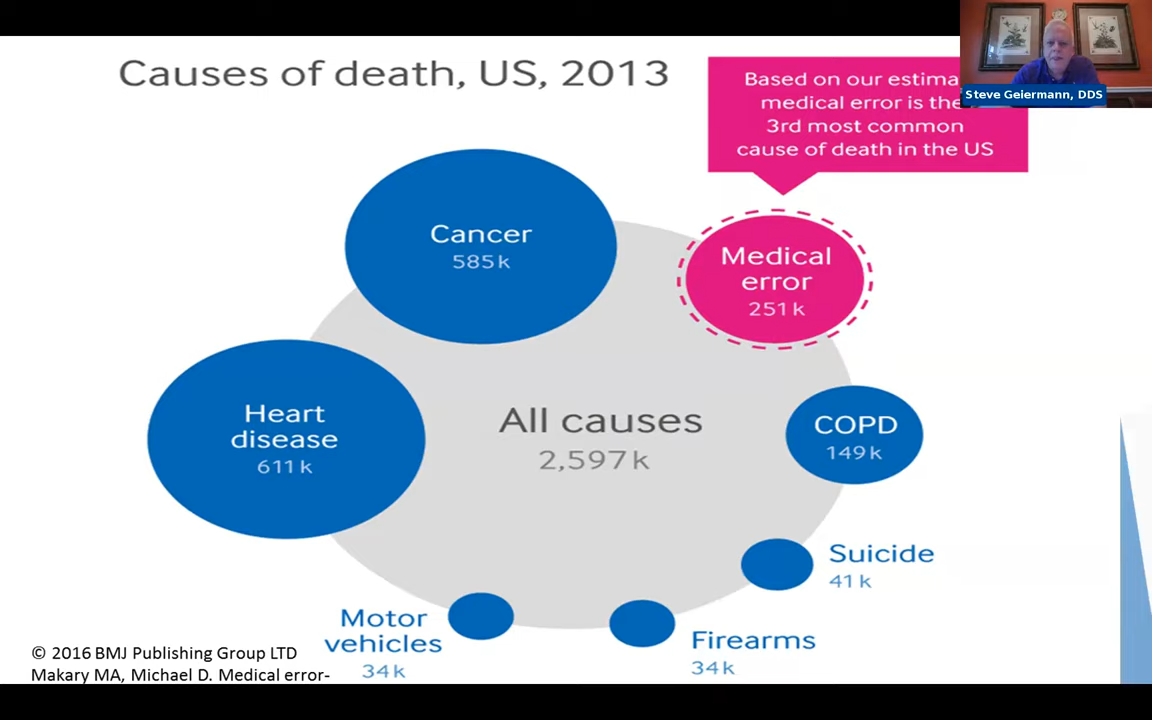 Causes of death, US, 2013
Based on our
medical error is the
3rd most common
cause of death in the US
Steve Geiermann, DDS
Cancer
585k
Medical
error
251k
Heart
disease
611k
All causes
2,597k
COPD
149k
Suicide
41k
Motor
vehicles
34k
Firearms
34k
© 2016 BMJ Publishing Group LTD
Makary MA, Michael D. Medical error-